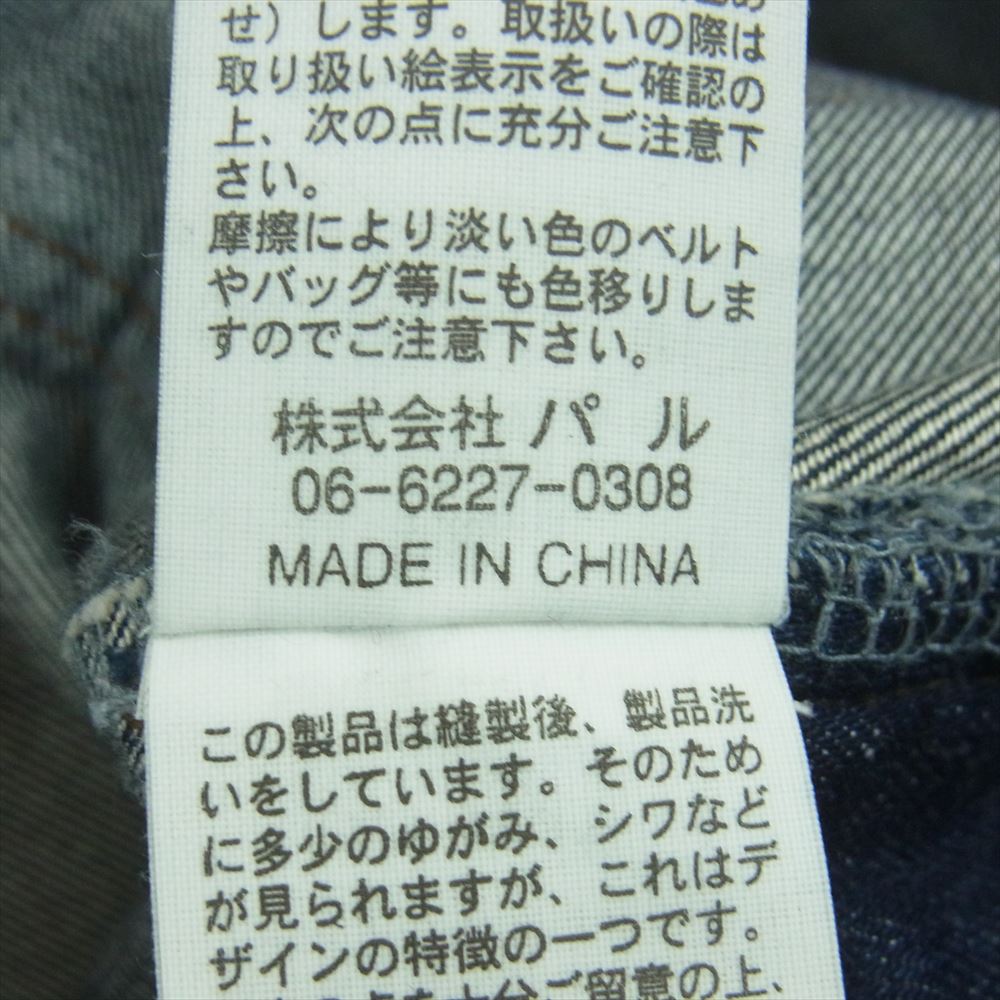 せ）します。取扱いの際は
取り扱い絵表示をご確認の
上、次の点に充分ご注意下
さい。
摩擦により淡い色のベルト
やバッグ等にも色移りしま
すのでご注意下さい。
株式会社 パル
06-6227-0308
MADE IN CHINA
この製品は縫製後、製品洗
いをしています。そのため
に多少のゆがみ、シワなど
が見られますが、これはデ
ザインの特徴の一つです。
十分ご留意の上、